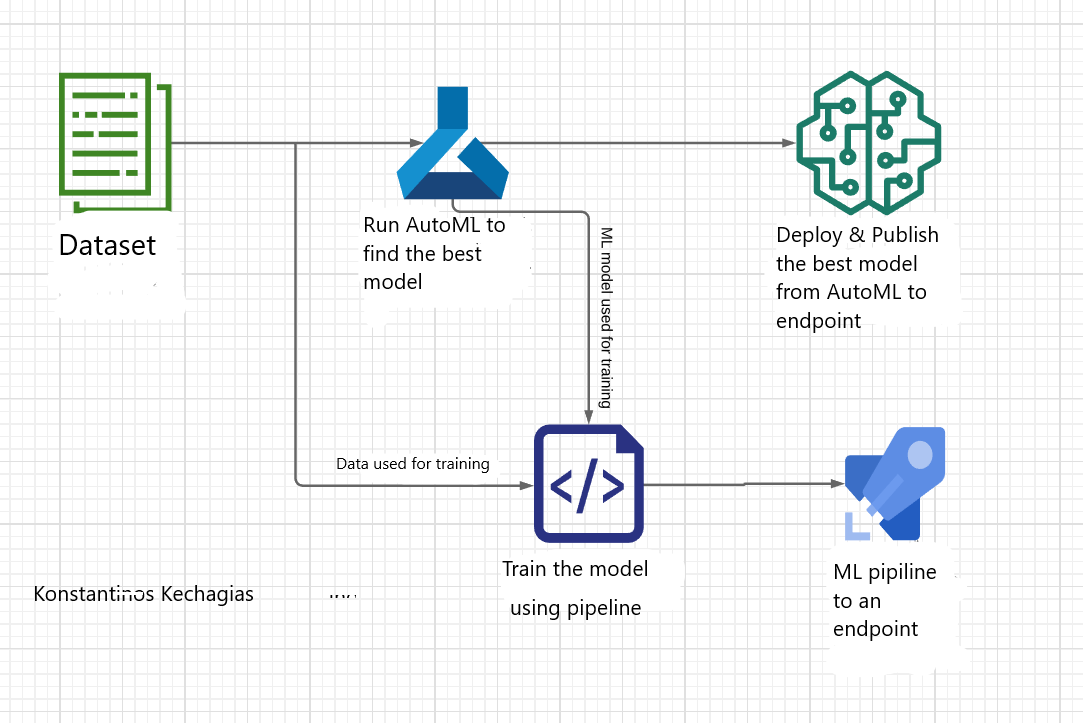 Dataset
Run AutoML to
find the best
model
Deploy & Publish
the best model
from AutoML to
endpoint
ML model used for training
Data used for training
</>
Train the model
using pipeline
ML pipiline
to an
endpoint
Konstantinos Kechagias